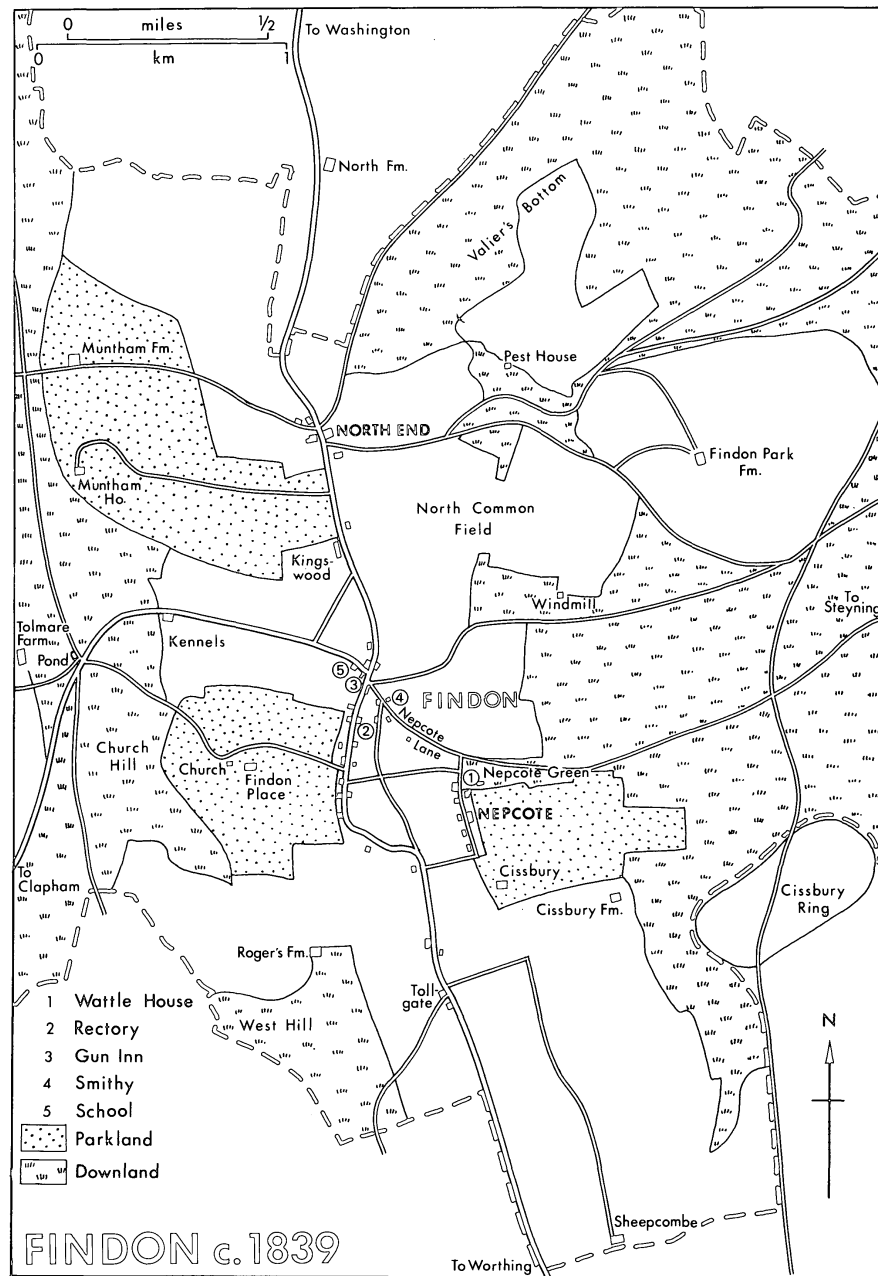 0 miles 1/2
0 km 1
To Washington
North Fm.
Valier's Bottom
Muntham Fm.
Pest House
NORTH END
Findon Park
Fm.
Muntham
Ho.
North Common
Field
Kings-
wood
Windmill
To
Steyning
Tolmare
Farm
Pond
Kennels
5
3
4
FINDON
2
Nepcote
Lane
Church
Hill
Church
Findon
Place
1
Nepcote Green
NEPCOTE
To
Clapham
Cissbury
Cissbury Fm.
Cissbury
Ring
Roger's Fm.
Toll-
gate
West Hill
N
1 Wattle House
2 Rectory
3 Gun Inn
4 Smithy
5 School
Parkland
Downland
Sheepcombe
FINDON c.1839
To Worthing